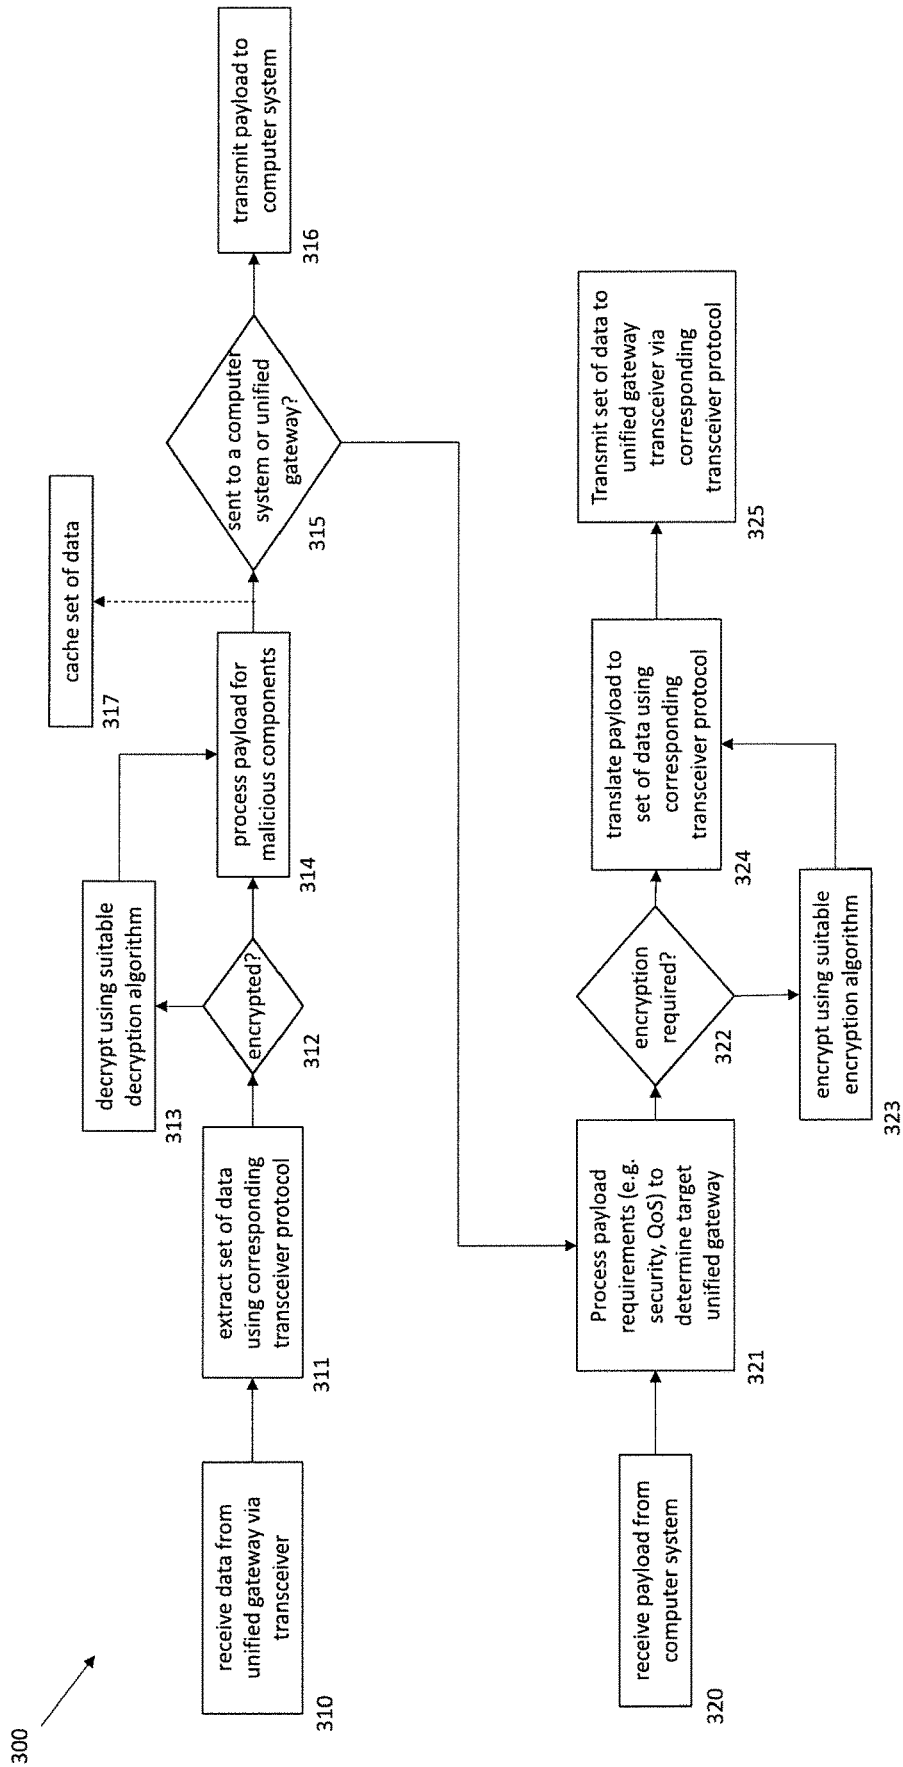 300
receive data from
unified gateway via
transceiver
310
extract set of data
using corresponding
transceiver protocol
311
encrypted?
312
decrypt using suitable
decryption algorithm
313
process payload for
malicious components
314
cache set of data
317
sent to a computer
system or unified
gateway?
315
transmit payload to
computer system
316
receive payload from
computer system
320
Process payload
requirements (e.g.
security, QoS) to
determine target
unified gateway
321
encryption
required?
322
encrypt using suitable
encryption algorithm
323
translate payload to
set of data using
corresponding
transceiver protocol
324
Transmit set of data to
unified gateway
transceiver via
corresponding
transceiver protocol
325